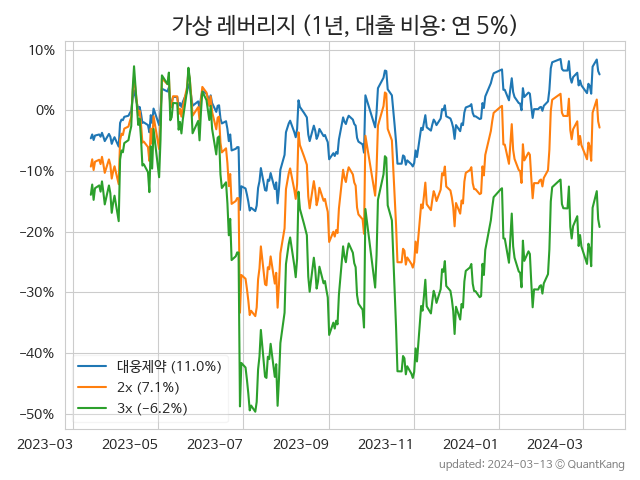 가상 레버리지 (1년, 대출 비용: 연 5%)
10%
0%
−10%
−20%
−30%
−40%
−50%
대웅제약 (11.0%)
2x (7.1%)
3x (-6.2%)
2023-03 2023-05 2023-07 2023-09 2023-11 2024-01 2024-03
updated: 2024-03-13 ⓒ QuantKang